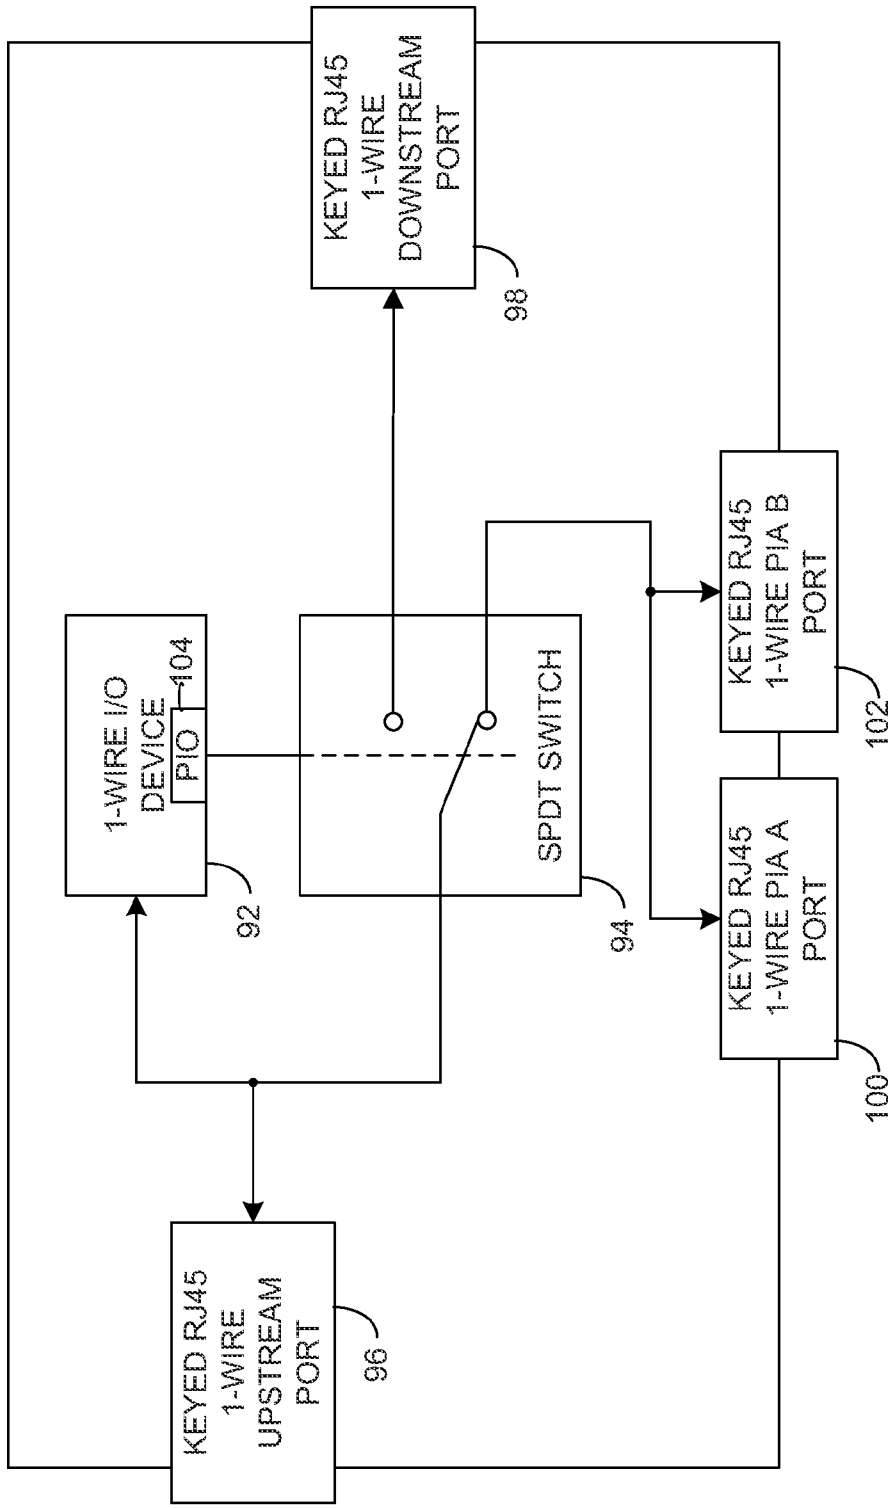 KEYED RJ45
1-WIRE
UPSTREAM
PORT
96
1-WIRE I/O
DEVICE
PIO
104
92
SPDT SWITCH
94
KEYED RJ45
1-WIRE
DOWNSTREAM
PORT
98
KEYED RJ45
1-WIRE PIA A
PORT
100
KEYED RJ45
1-WIRE PIA B
PORT
102